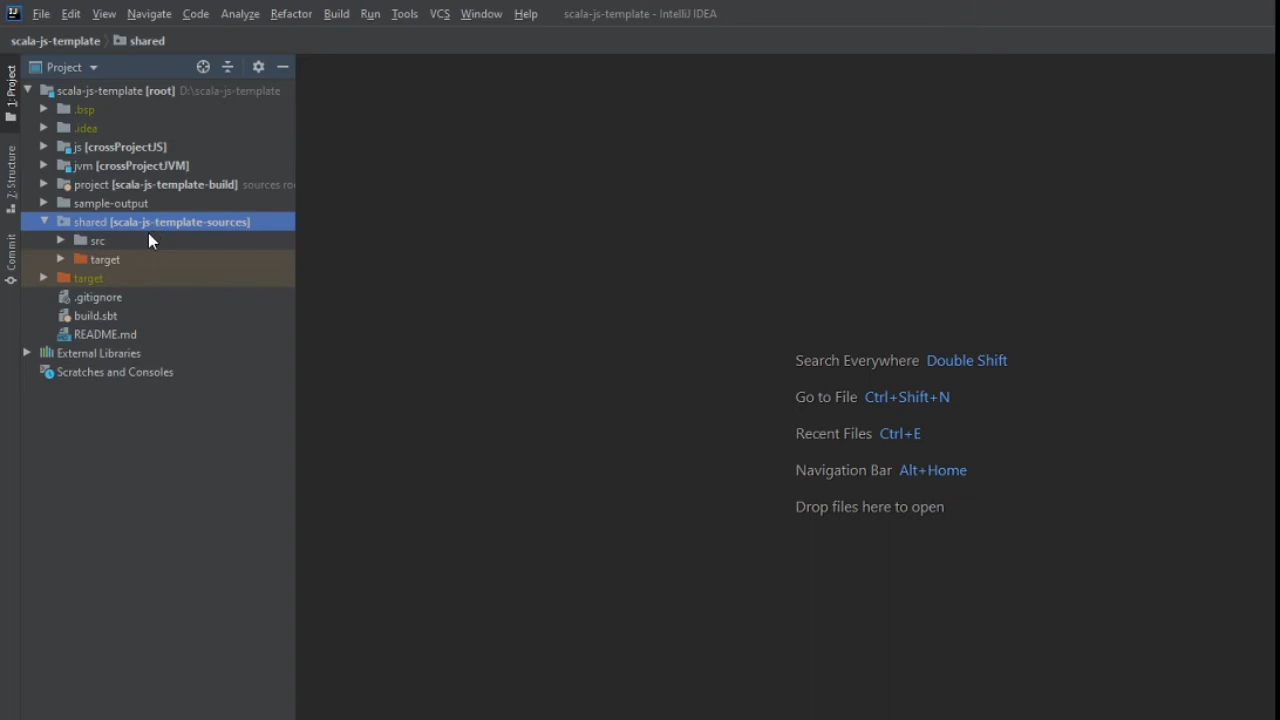 IJ File Edit View Navigate Code Analyze Refactor Build Run Tools VCS Window Help scala-js-template - IntelliJ IDEA
scala-js-template shared
1: Project
Z: Structure
Commit
Project
scala-js-template [root] D:\scala-js-template
.bsp
.idea
js [crossProjectJS]
jvm [crossProjectJVM]
project [scala-js-template-build] sources ro
sample-output
shared [scala-js-template-sources]
src
target
target
.gitignore
build.sbt
README.md
External Libraries
Scratches and Consoles
Search Everywhere Double Shift
Go to File Ctrl+Shift+N
Recent Files Ctrl+E
Navigation Bar Alt+Home
Drop files here to open